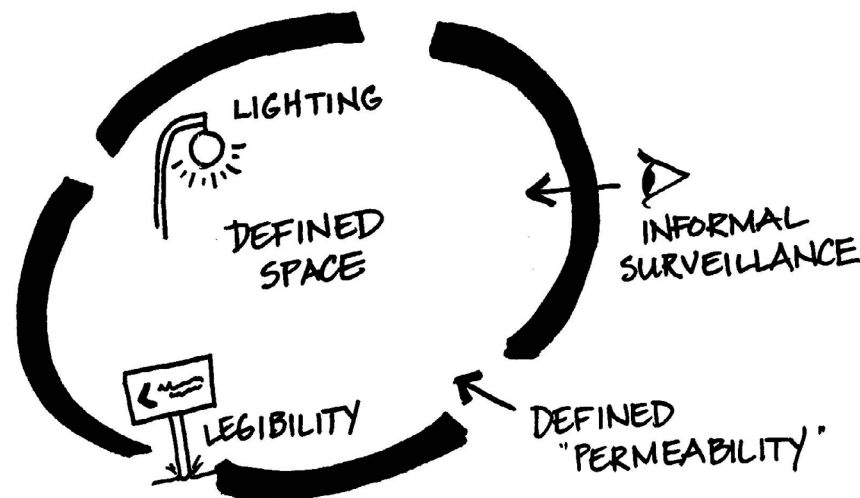 LIGHTING
DEFINED
SPACE
INFORMAL
SURVEILLANCE
LEGIBILITY
DEFINED
"PERMEABILITY"